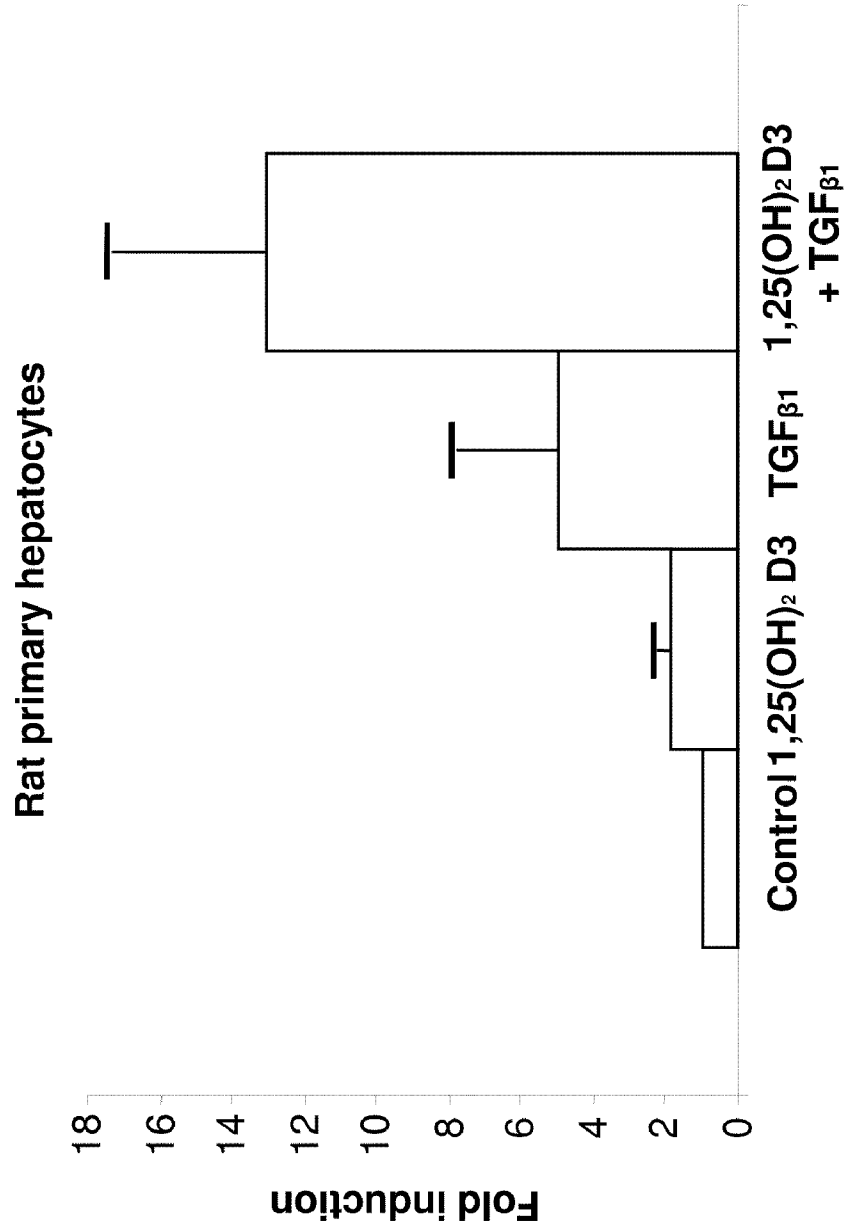 Rat primary hepatocytes
Fold induction
18
16
14
12
10
8
6
4
2
0
Control 1,25(OH)₂ D3 TGFβ1 1,25(OH)₂ D3
+ TGFβ1